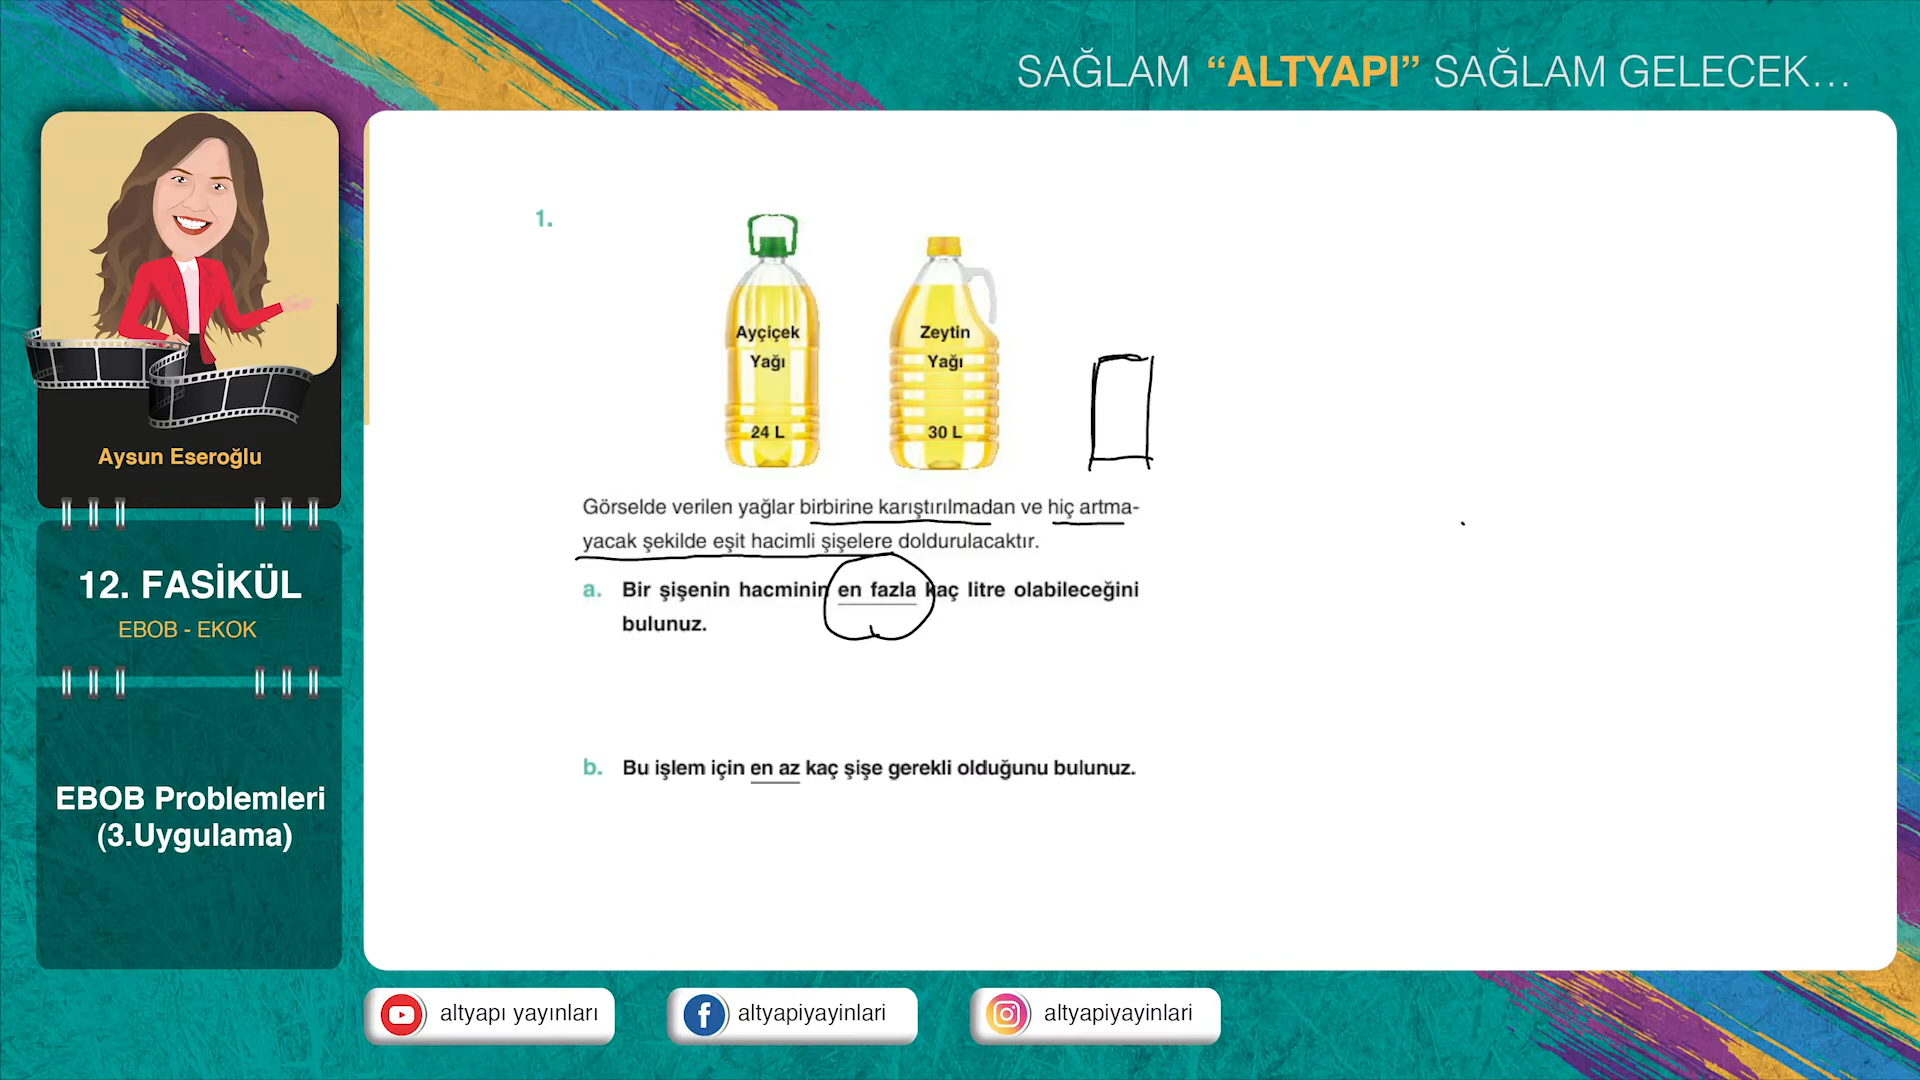 SAĞLAM “ALTYAPI” SAĞLAM GELECEK...
Aysun Eseroğlu
12. FASİKÜL
EBOB - EKOK
EBOB Problemleri
(3.Uygulama)
1.
Ayçiçek
Yağı
24 L
Zeytin
Yağı
30 L
Görselde verilen yağlar birbirine karıştırılmadan ve hiç artma-
yacak şekilde eşit hacimli şişelere doldurulacaktır.
a. Bir şişenin hacminin en fazla kaç litre olabileceğini
bulunuz.
b. Bu işlem için en az kaç şişe gerekli olduğunu bulunuz.
altyapı yayınları
altyapiyayinlari
altyapiyayinlari